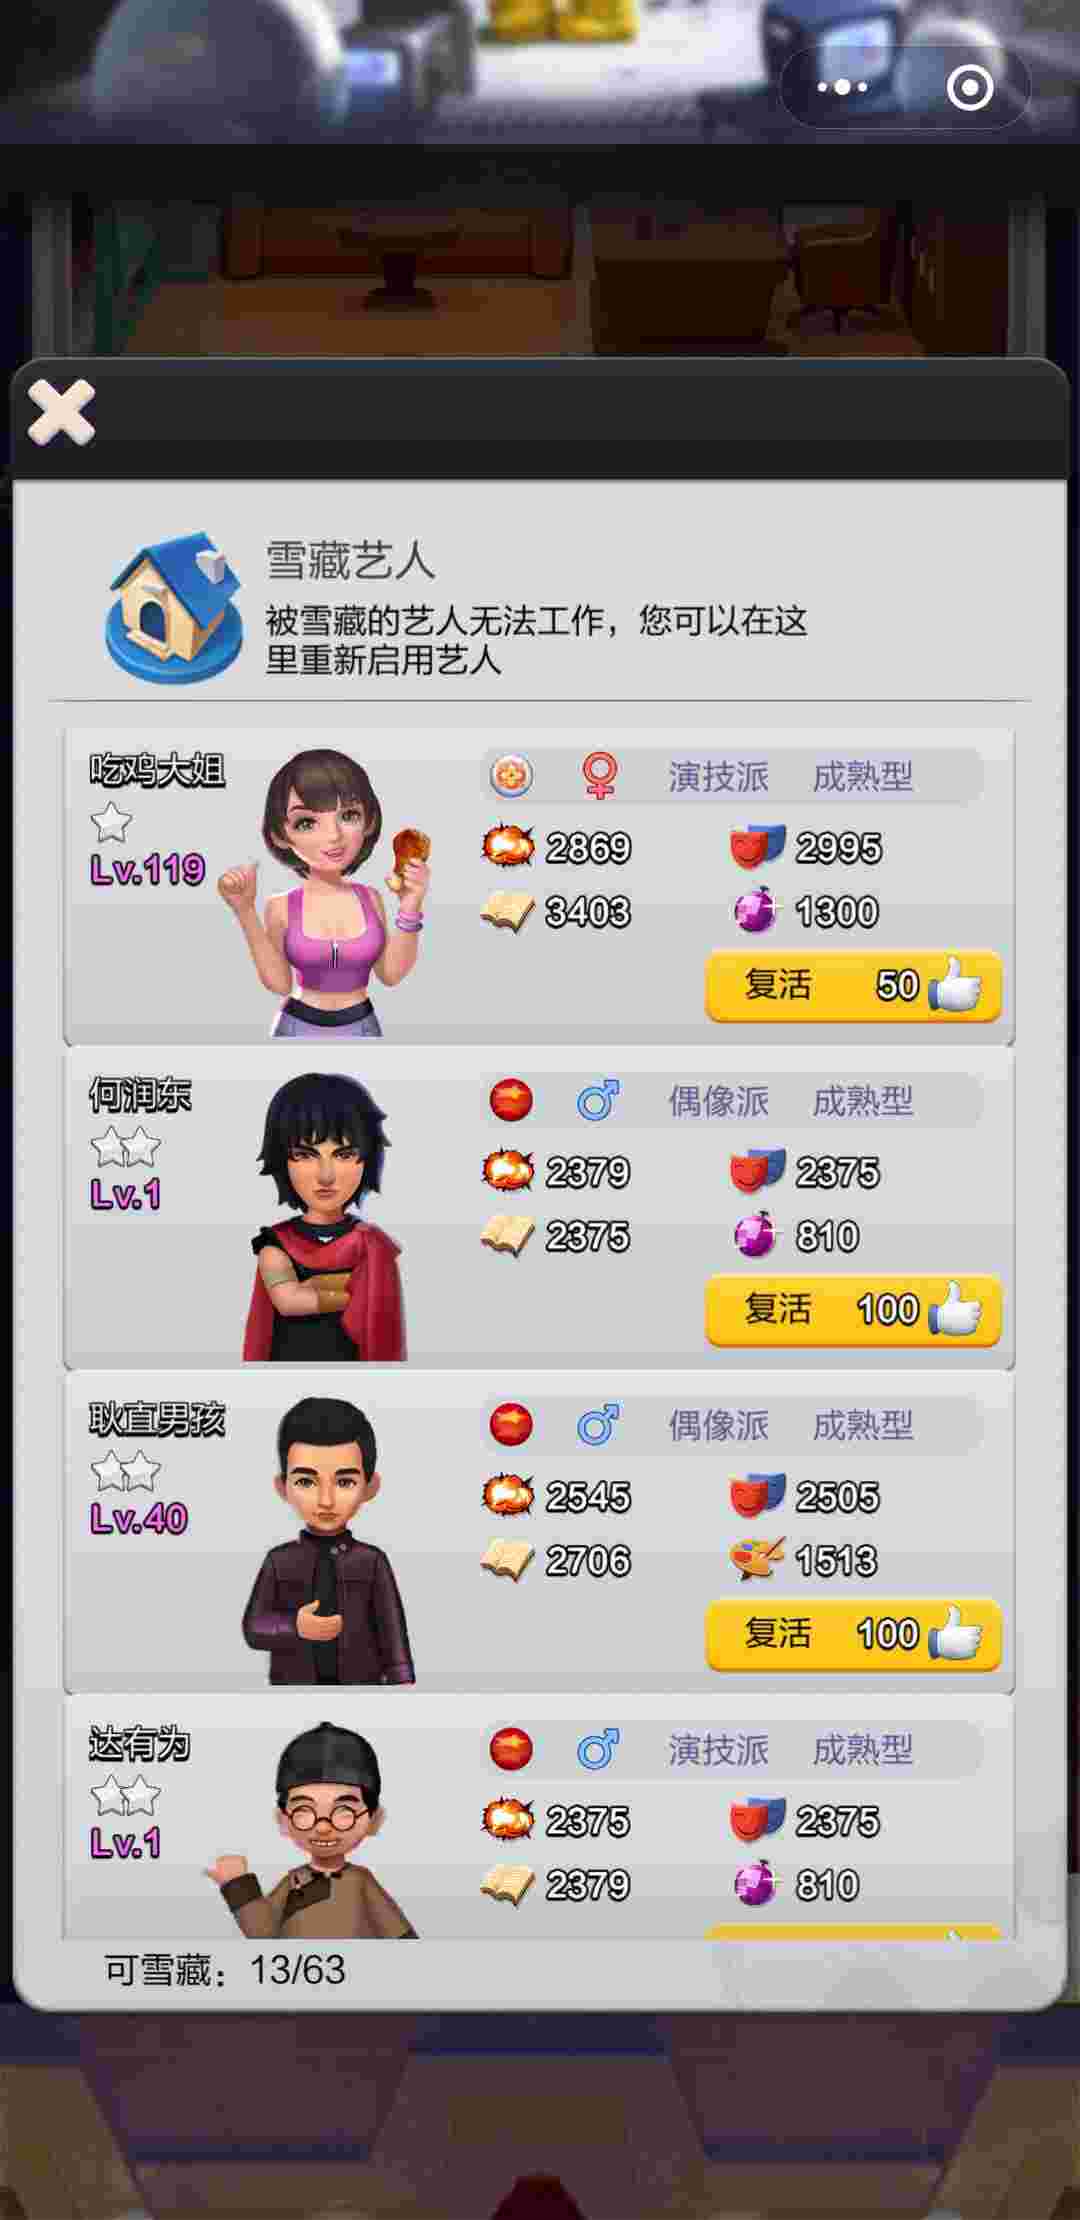 雪藏艺人
被雪藏的艺人无法工作，您可以在这
里重新启用艺人
吃鸡大姐
演技派 成熟型
Lv.119
2869 2995
3403 1300
复活 50
何润东
偶像派 成熟型
Lv.1
2379 2375
2375 810
复活 100
耿直男孩
偶像派 成熟型
Lv.40
2545 2505
2706 1513
复活 100
达有为
演技派 成熟型
Lv.1
2375 2375
2379 810
可雪藏：13/63